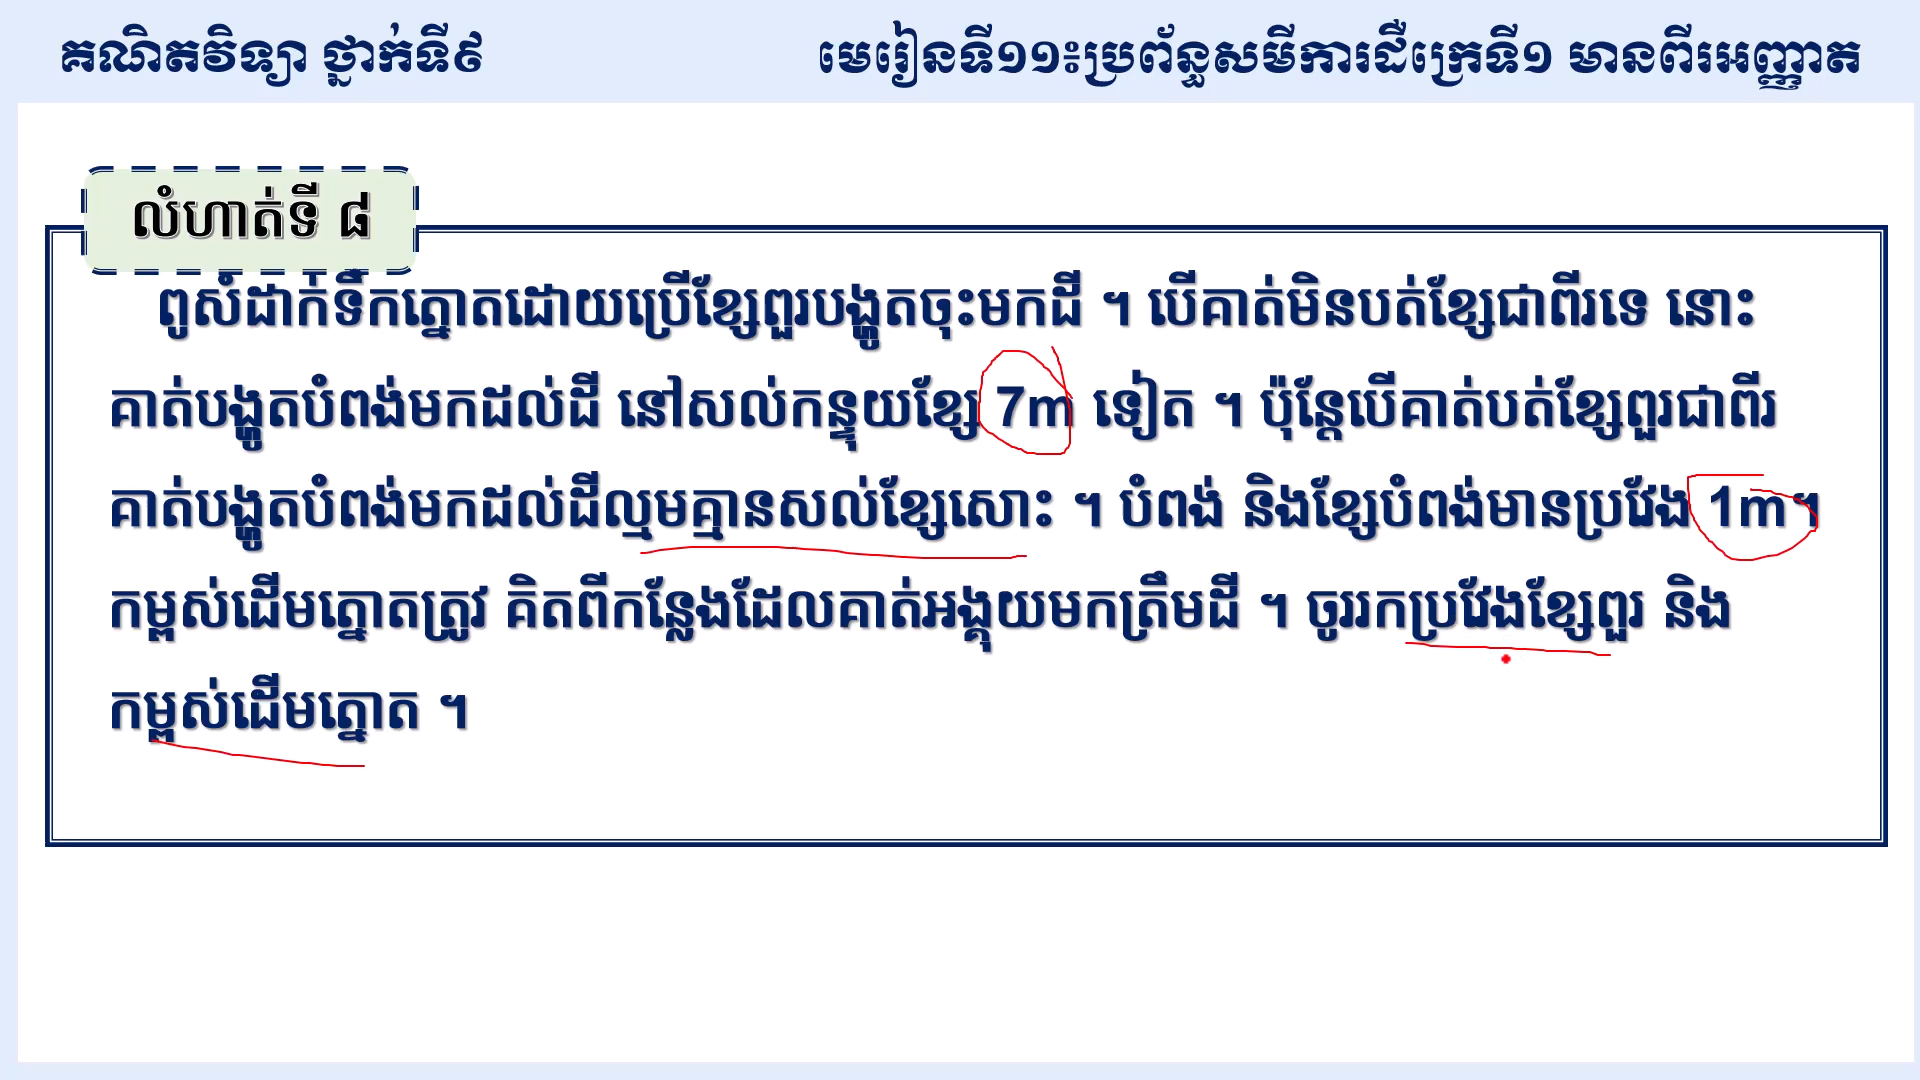 គណិតវិទ្យា ថ្នាក់ទី៩
មេរៀនទី១១៖ប្រព័ន្ធសមីការដឺក្រេទី១ មានពីរអញ្ញាត
លំហាត់ទី ៨
ពូសំដាក់ទឹកត្នោតដោយប្រើខ្សែពួរបង្ហូតចុះមកដី ។ បើគាត់មិនបត់ខ្សែជាពីរទេ នោះ
គាត់បង្ហូតបំពង់មកដល់ដី នៅសល់កន្ទុយខ្សែ 7m ទៀត ។ ប៉ុន្តែបើគាត់បត់ខ្សែពួរជាពីរ
គាត់បង្ហូតបំពង់មកដល់ដីល្មមគ្មានសល់ខ្សែសោះ ។ បំពង់ និងខ្សែបំពង់មានប្រវែង 1m។
កម្ពស់ដើមត្នោតត្រូវ គិតពីកន្លែងដែលគាត់អង្គុយមកត្រឹមដី ។ ចូររកប្រវែងខ្សែពួរ និង
កម្ពស់ដើមត្នោត ។